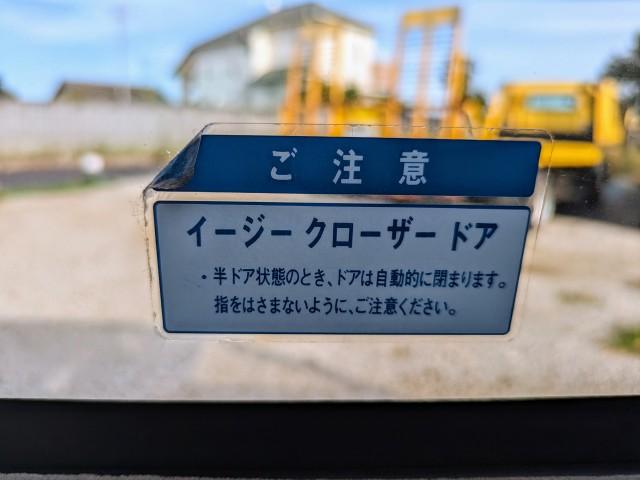 ご注意
イージー クローザー ドア
・半ドア状態のとき、ドアは自動的に閉まります。
指をはさまないように、ご注意ください。